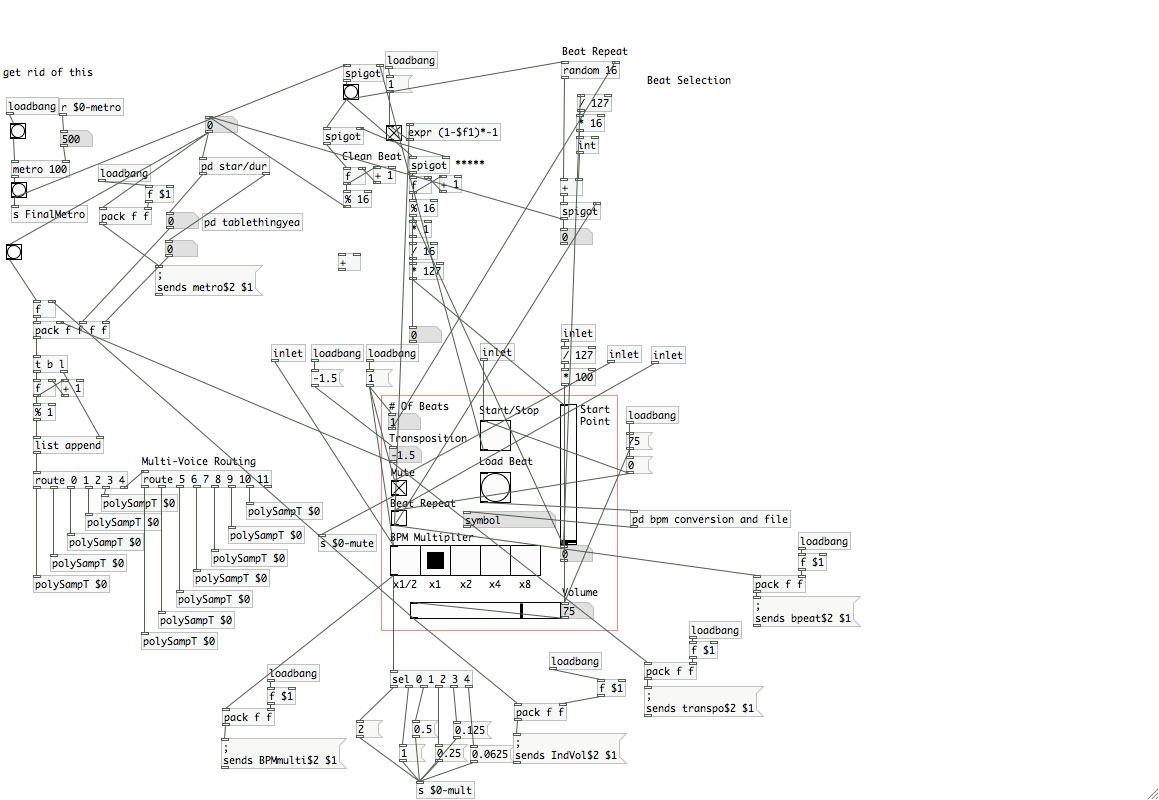 Beat Repeat
loadbang
get rid of this
spigot
random 16
Beat Selection
1
loadbang
r $0-metro
/ 127
500
0
* 16
spigot
expr (1-$f1)*-1
int
Clean Beat
metro 100
pd star/dur
spigot
*****
loadbang
f
+ 1
f
+ 1
+
f $1
% 16
% 16
spigot
s FinalMetro
pack f f
0
pd tablethingyea
* 1
0
0
/ 16
+
* 127
;
sends metro$2 $1
f
pack f f f f
0
inlet
inlet
loadbang
loadbang
inlet
/ 127
inlet
inlet
t b l
-1.5
1
* 100
f
+ 1
# Of Beats
Start/Stop
Start
Point
% 1
1
loadbang
Transposition
75
list append
-1.5
Multi-Voice Routing
Load Beat
0
Mute
route 0 1 2 3 4
route 5 6 7 8 9 10 11
polySampT $0
Beat Repeat
polySampT $0
polySampT $0
symbol
pd bpm conversion and file
polySampT $0
polySampT $0
s $0-mute
BPM Multiplier
loadbang
polySampT $0
polySampT $0
0
f $1
polySampT $0
polySampT $0
x1/2
x1
x2
x4
x8
pack f f
polySampT $0
Volume
75
;
sends bpeat$2 $1
polySampT $0
loadbang
polySampT $0
f $1
loadbang
pack f f
loadbang
sel 0 1 2 3 4
f $1
f $1
;
sends transpo$2 $1
pack f f
pack f f
2
0.5
0.125
;
sends BPMmulti$2 $1
1
0.25
0.0625
;
sends IndVol$2 $1
s $0-mult